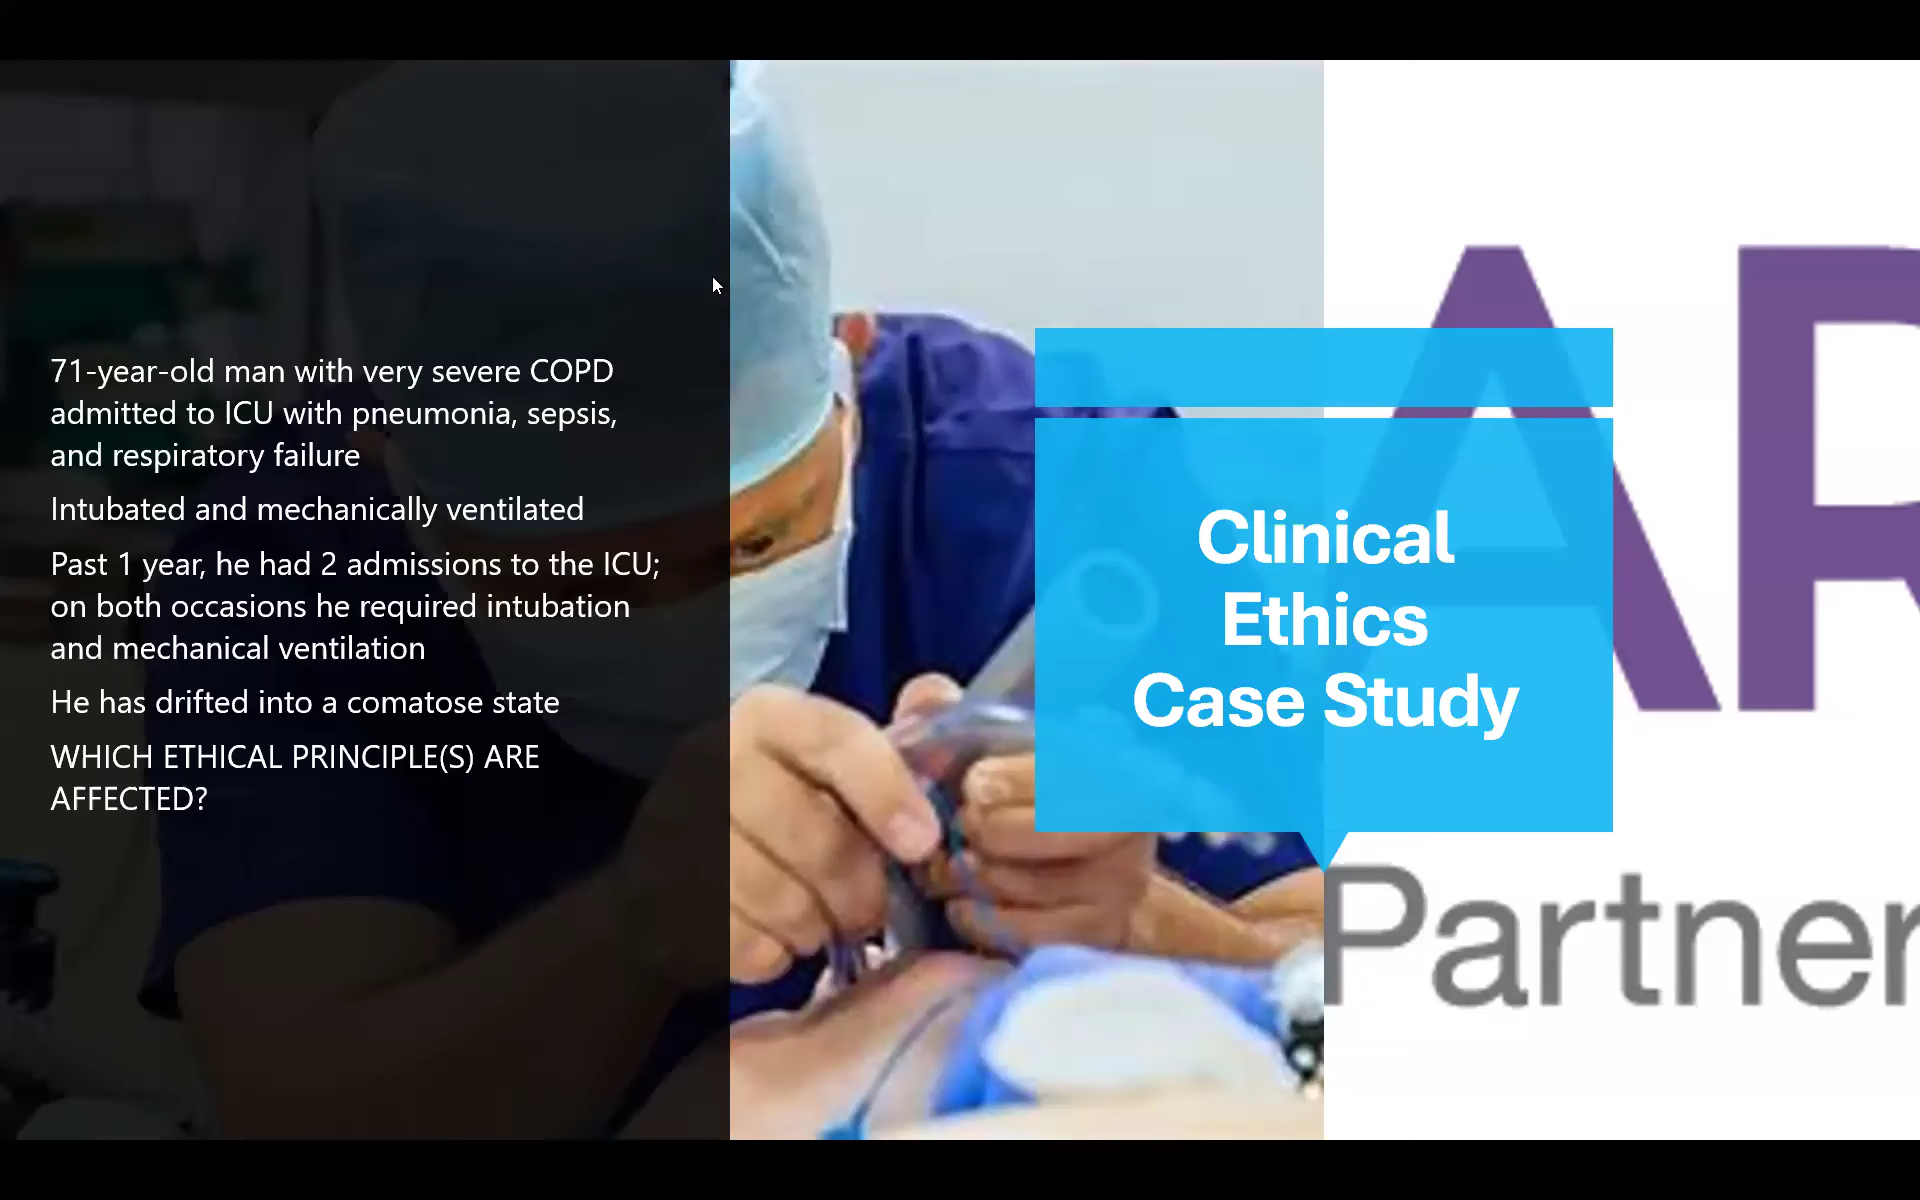 71-year-old man with very severe COPD
admitted to ICU with pneumonia, sepsis,
and respiratory failure
Intubated and mechanically ventilated
Past 1 year, he had 2 admissions to the ICU;
on both occasions he required intubation
and mechanical ventilation
He has drifted into a comatose state
WHICH ETHICAL PRINCIPLE(S) ARE
AFFECTED?
Clinical
Ethics
Case Study
AR
Partner